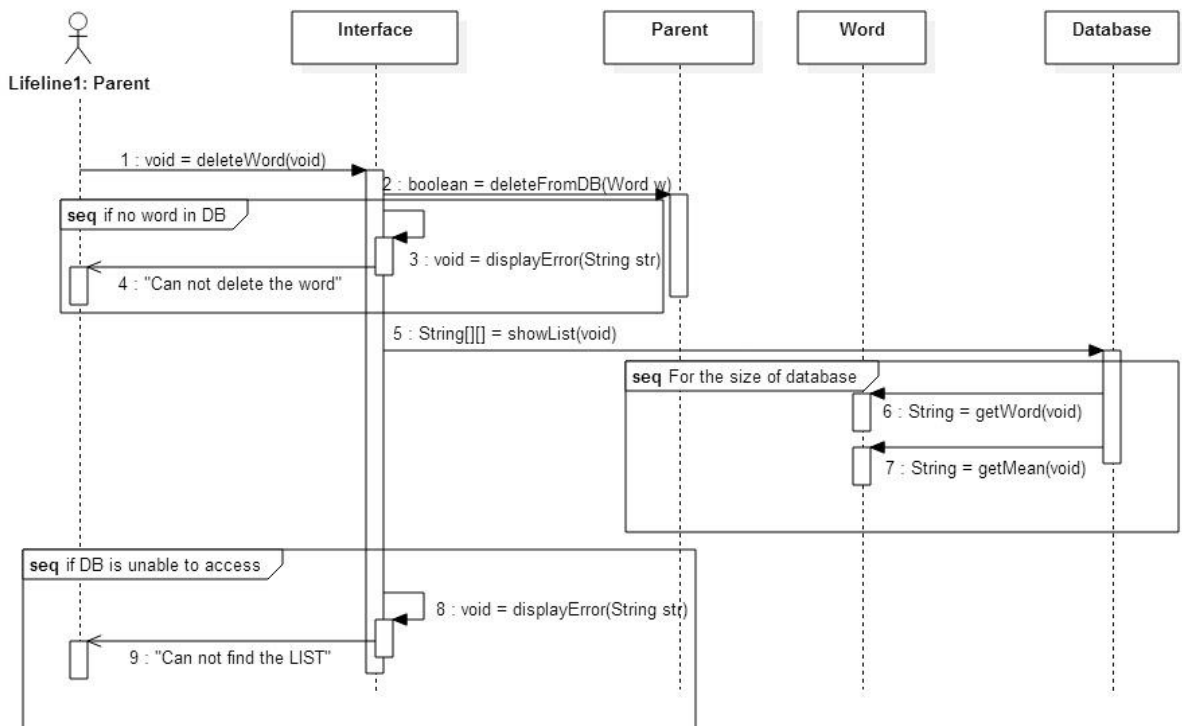 Interface
Parent
Word
Database
Lifeline1: Parent
1 : void = deleteWord(void)
2 : boolean = deleteFromDB(Word w)
seq if no word in DB
3 : void = displayError(String str)
4 : "Can not delete the word"
5 : String[][] = showList(void)
seq For the size of database
6 : String = getWord(void)
7 : String = getMean(void)
seq if DB is unable to access
8 : void = displayError(String str)
9 : "Can not find the LIST"